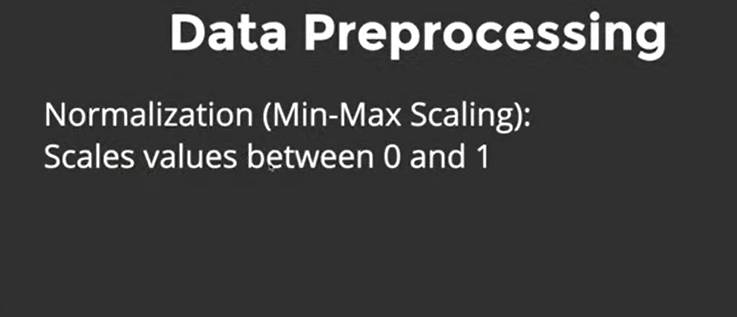 Data Preprocessing
Normalization (Min-Max Scaling):
Scales values between 0 and 1